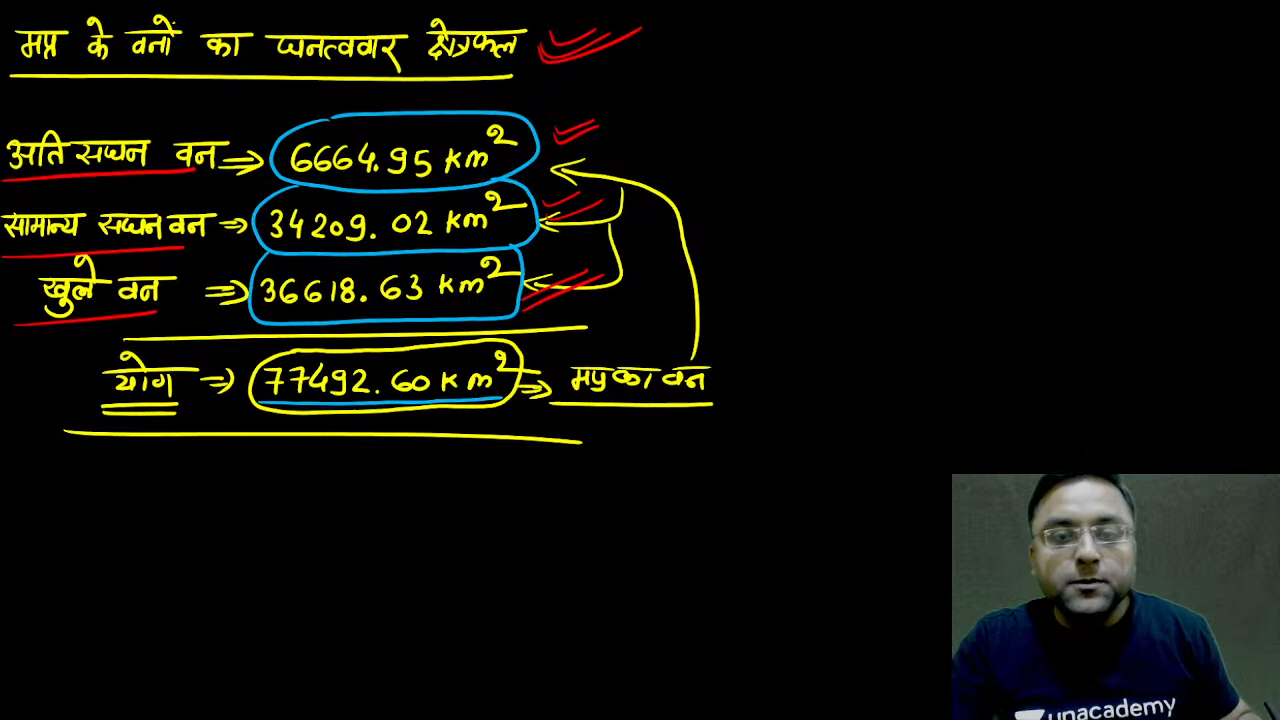 मप्र के वनों का घनत्ववार क्षेत्रफल
अति सघन वन ⇒ 6664.95 km²
सामान्य सघन वन ⇒ 34209.02 km²
खुले वन ⇒ 36618.63 km²
योग ⇒ 77492.60 km² ⇒ मप्र का वन
unacademy